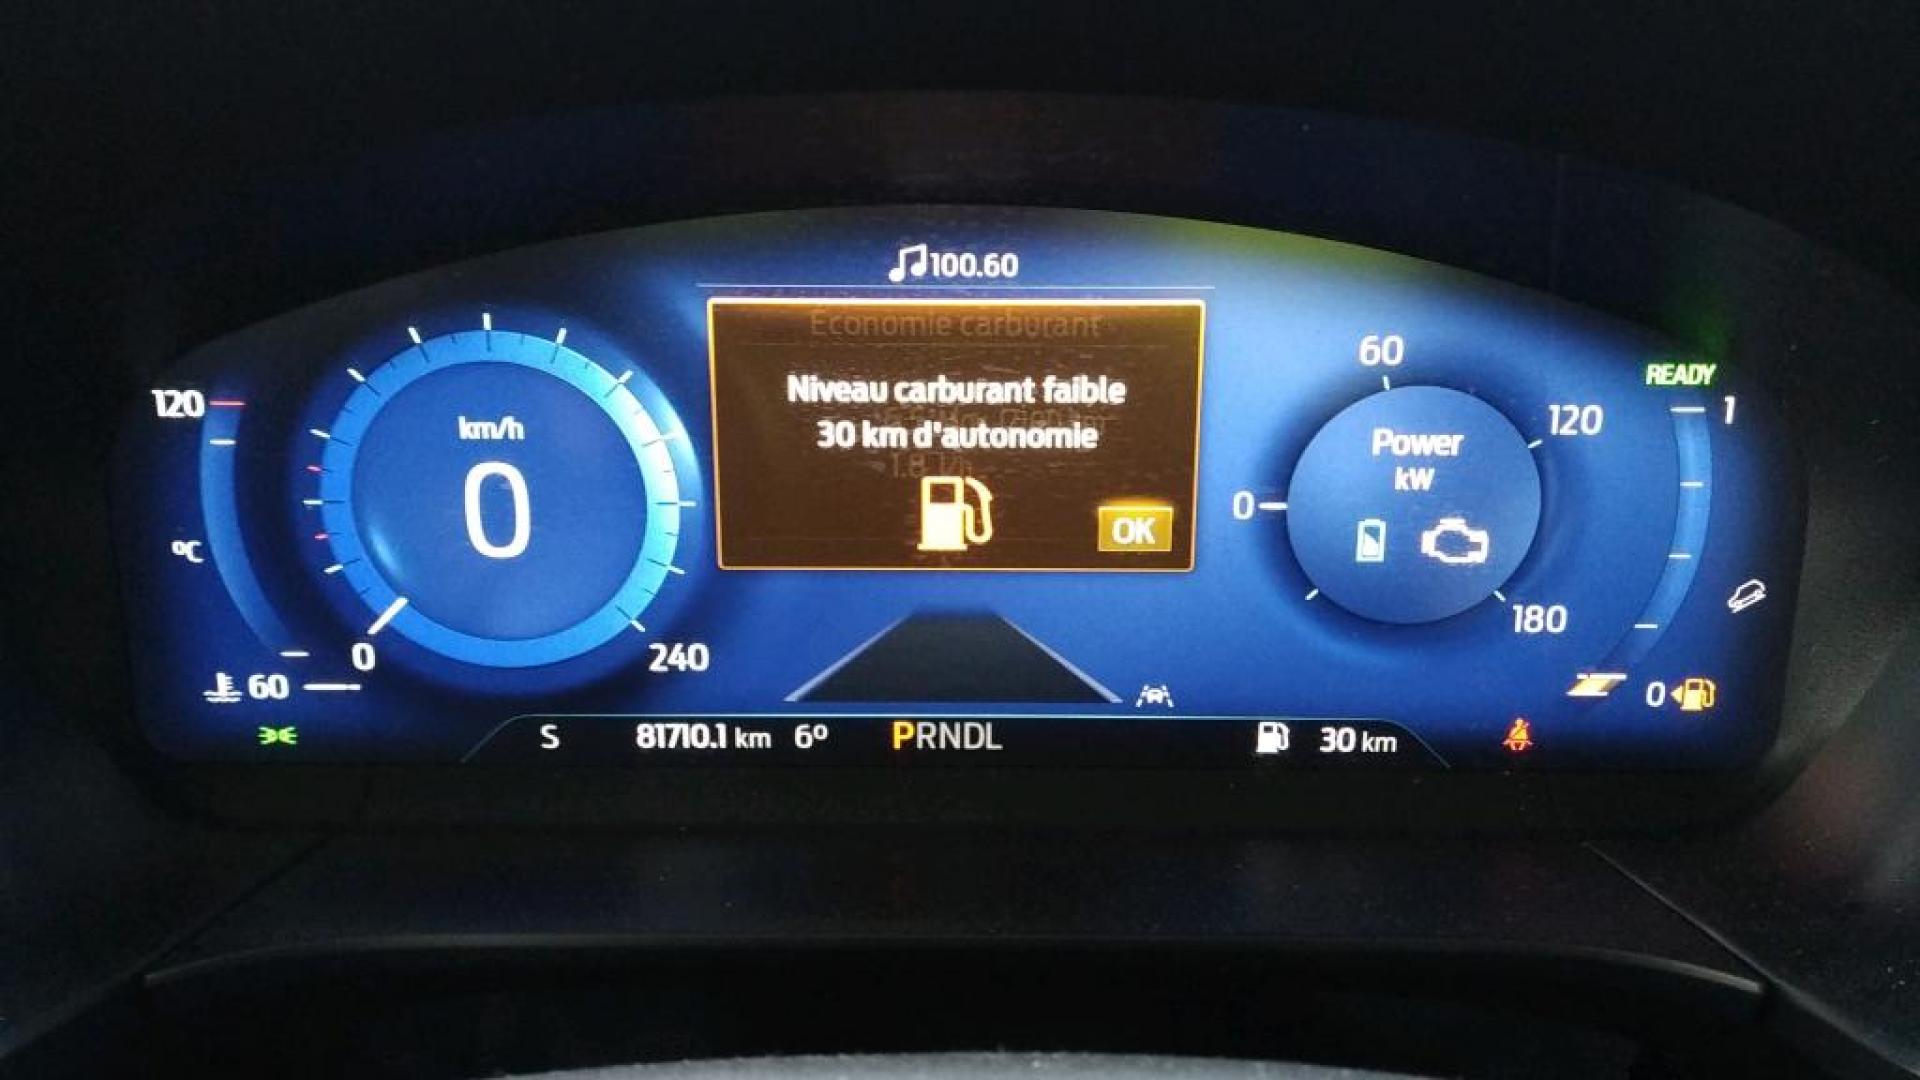 100.60
Economie carburant
Niveau carburant faible
30 km d'autonomie
OK
120
°C
60
km/h
0
0
240
60
0
120
180
Power
kW
READY
1
0
S
81710.1 km
6°
PRNDL
30 km